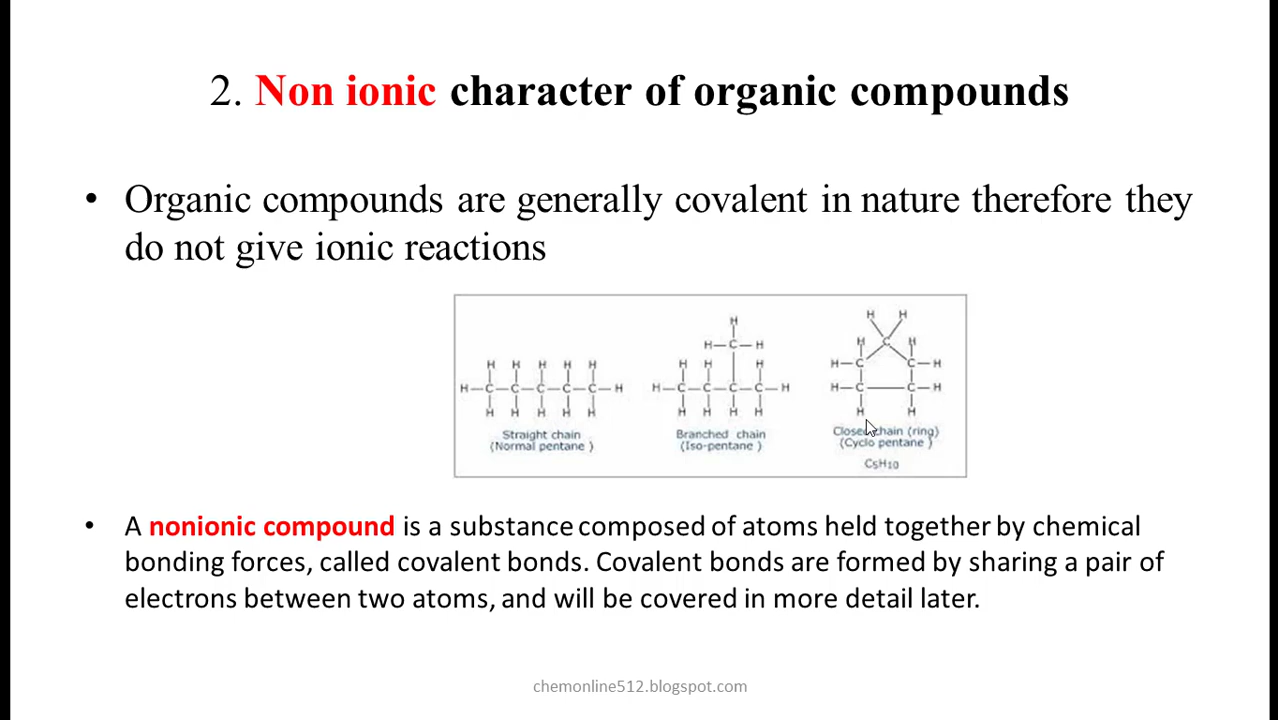 2. Non ionic character of organic compounds
• Organic compounds are generally covalent in nature therefore they
do not give ionic reactions
H
H—C—H
H H H H H
H—C—C—C—C—C—H
H H H H H
H H H
H—C—C—C—C—H
H H H H
H H
H C H
H—C C—H
H—C—C—H
H H
Straight chain
(Normal pentane )
Branched chain
(Iso-pentane )
Closed chain (ring)
(Cyclo pentane )
C5H10
• A nonionic compound is a substance composed of atoms held together by chemical
bonding forces, called covalent bonds. Covalent bonds are formed by sharing a pair of
electrons between two atoms, and will be covered in more detail later.
chemonline512.blogspot.com